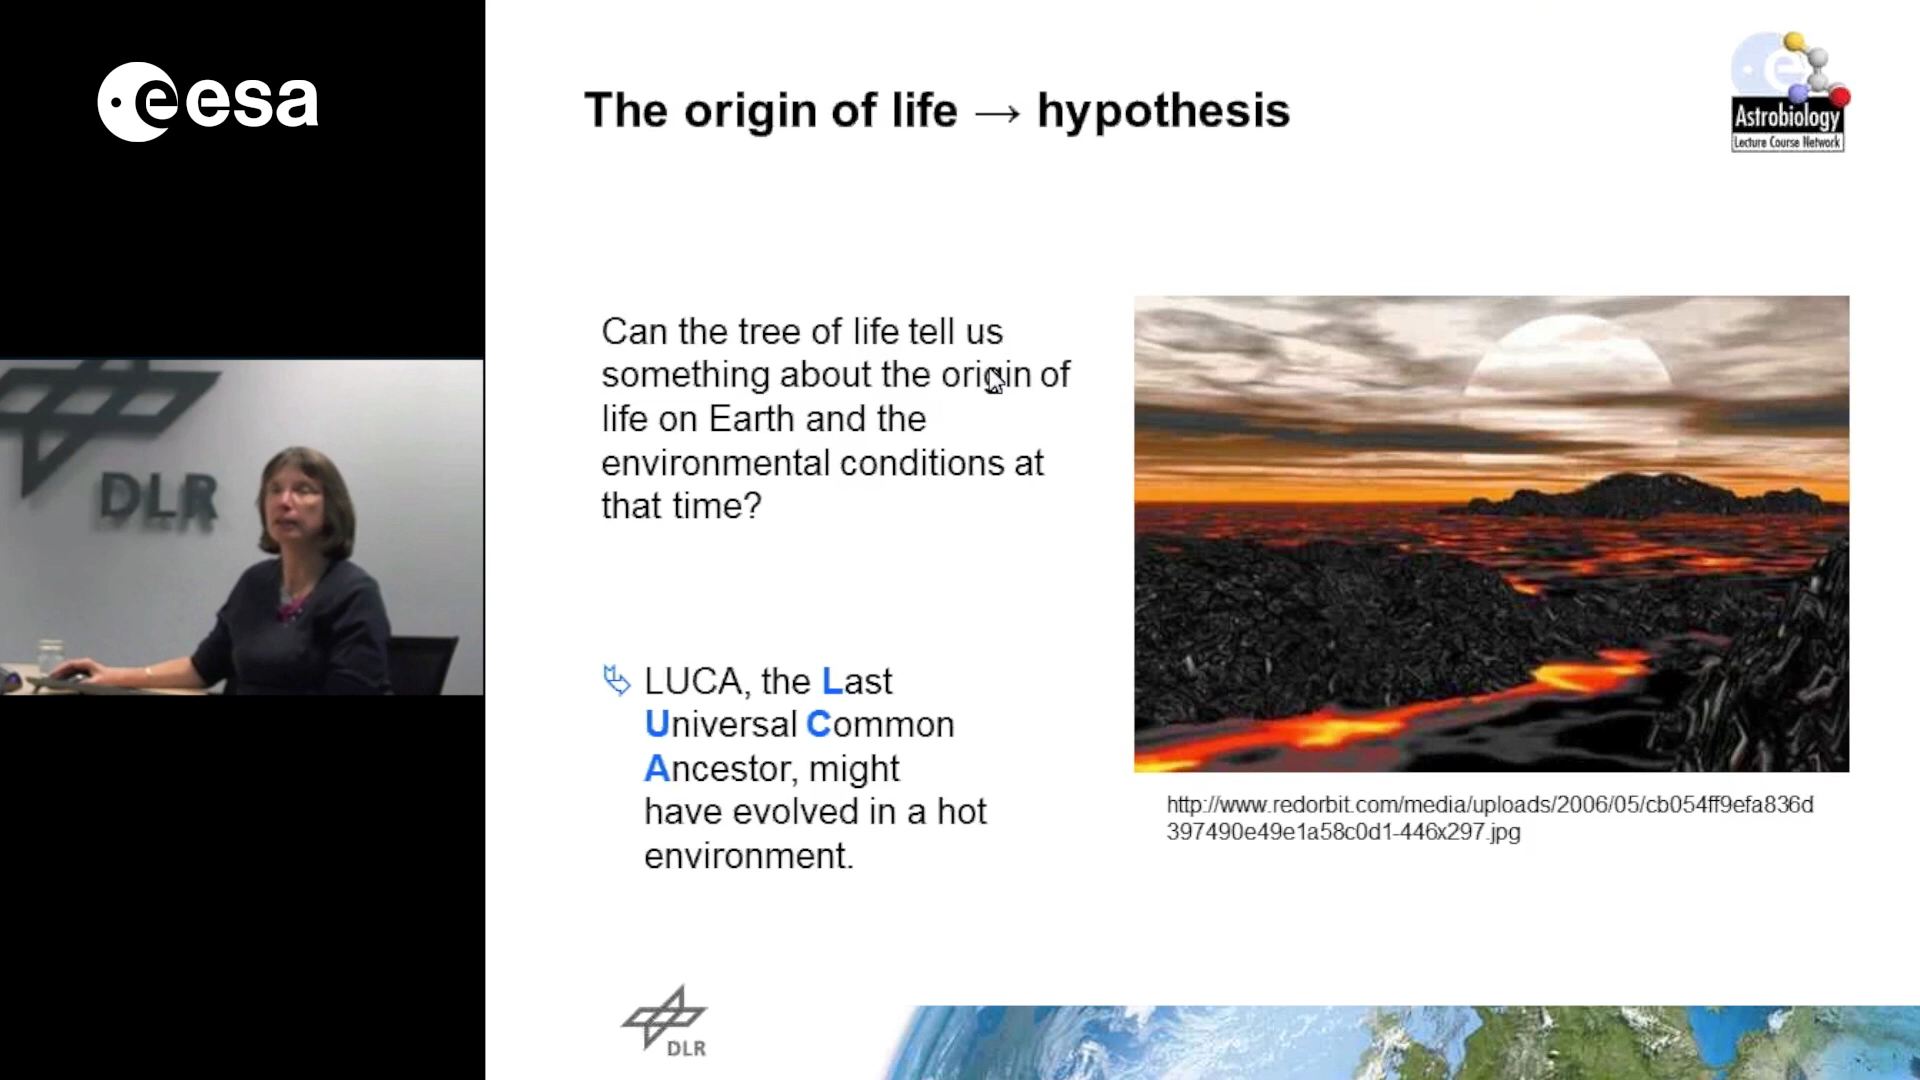 eesa
The origin of life → hypothesis
e
Astrobiology
Lecture Course Network
Can the tree of life tell us
something about the origin of
life on Earth and the
environmental conditions at
that time?
DLR
LUCA, the Last
Universal Common
Ancestor, might
have evolved in a hot
environment.
http://www.redorbit.com/media/uploads/2006/05/cb054ff9efa836d
397490e49e1a58c0d1-446x297.jpg
DLR